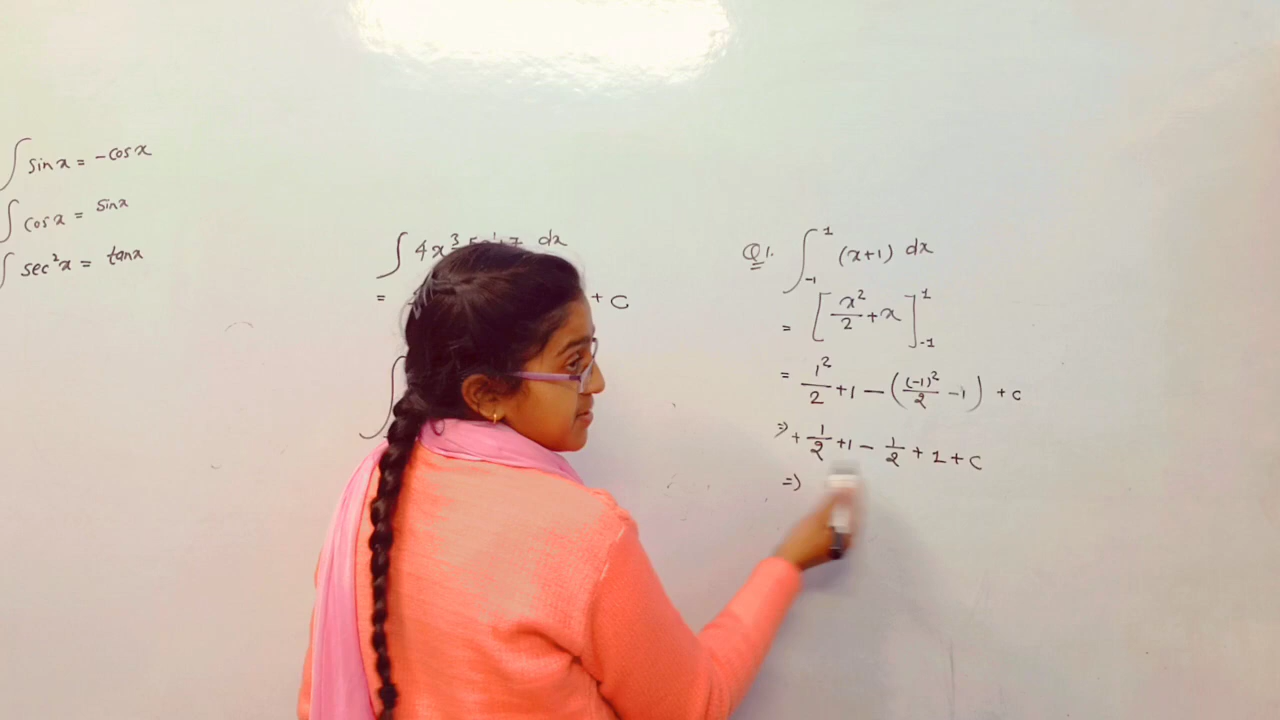 ∫ sin x = -cos x
∫ cos x = sin x
∫ sec²x = tan x
∫ 4x³ dx
= + C
Q1. ∫₋₁¹ (x+1) dx
= [x²/2 + x]₋₁¹
= 1²/2 + 1 - ((-1)²/2 - 1) + c
=> + 1/2 + 1 - 1/2 + 1 + C
=>